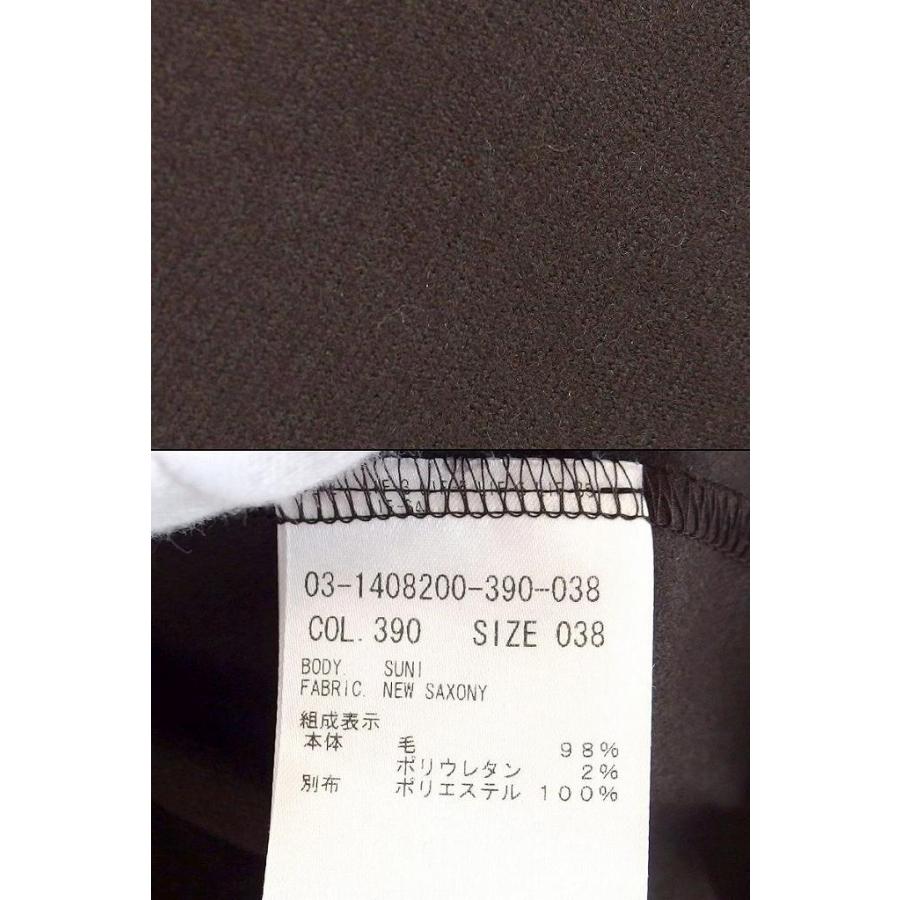 03-1408200-390-038
COL. 390 SIZE 038
BODY. SUNI
FABRIC. NEW SAXONY
組成表示
本体 毛 98%
ポリウレタン 2%
別布 ポリエステル 100%